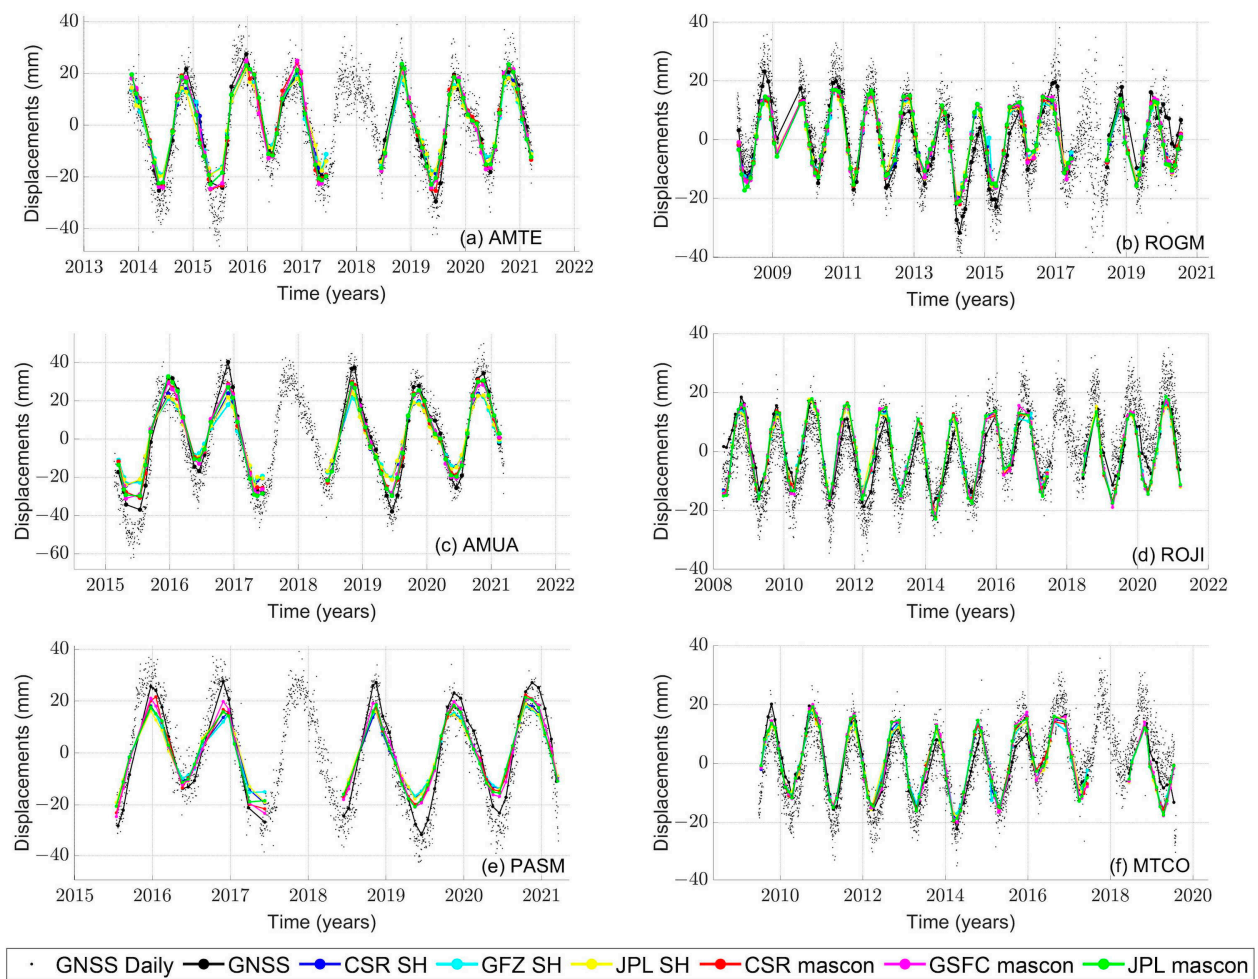 Displacements (mm)
40
20
0
−20
−40
(a) AMTE
2013 2014 2015 2016 2017 2018 2019 2020 2021 2022
Time (years)
Displacements (mm)
40
20
0
−20
−40
(b) ROGM
2009 2011 2013 2015 2017 2019 2021
Time (years)
Displacements (mm)
40
20
0
−20
−40
−60
(c) AMUA
2015 2016 2017 2018 2019 2020 2021 2022
Time (years)
Displacements (mm)
40
20
0
−20
−40
(d) ROJI
2008 2010 2012 2014 2016 2018 2020 2022
Time (years)
Displacements (mm)
40
20
0
−20
−40
(e) PASM
2015 2016 2017 2018 2019 2020 2021
Time (years)
Displacements (mm)
40
20
0
−20
−40
(f) MTCO
2010 2012 2014 2016 2018 2020
Time (years)
GNSS Daily GNSS CSR SH GFZ SH JPL SH CSR mascon GSFC mascon JPL mascon